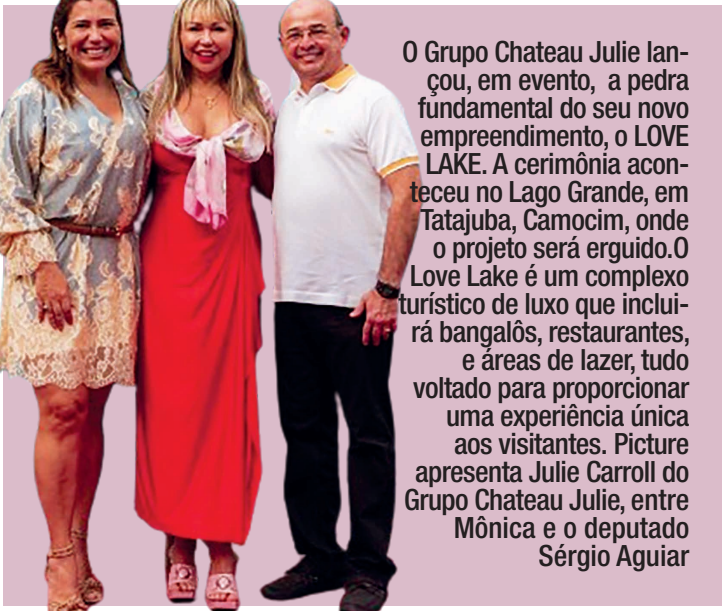 O Grupo Chateau Julie lan-
çou, em evento, a pedra
fundamental do seu novo
empreendimento, o LOVE
LAKE. A cerimônia acon-
teceu no Lago Grande, em
Tatajuba, Camocim, onde
o projeto será erguido.O
Love Lake é um complexo
turístico de luxo que inclui-
rá bangalôs, restaurantes,
e áreas de lazer, tudo
voltado para proporcionar
uma experiência única
aos visitantes. Picture
apresenta Julie Carroll do
Grupo Chateau Julie, entre
Mônica e o deputado
Sérgio Aguiar